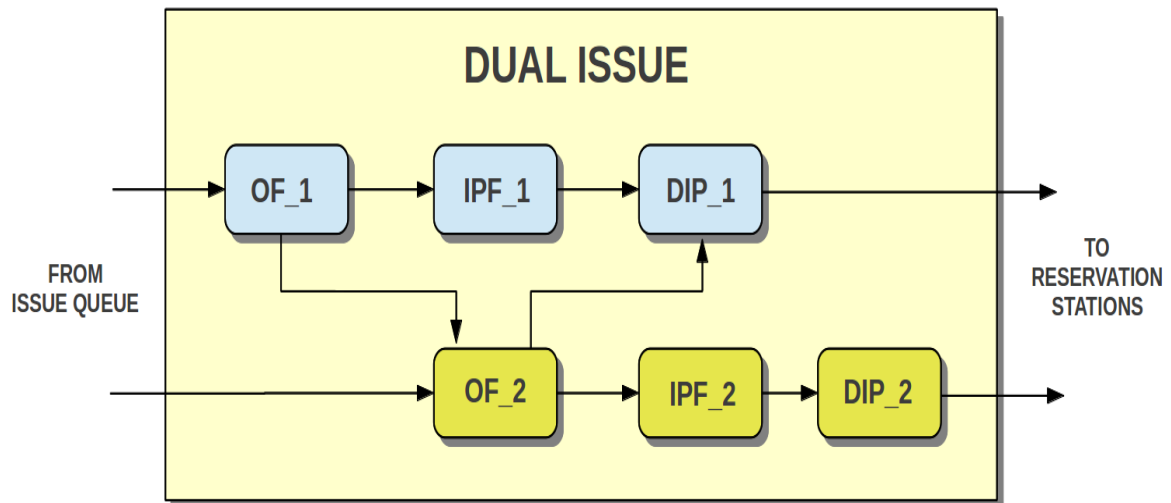 DUAL ISSUE
OF_1
IPF_1
DIP_1
FROM
ISSUE QUEUE
TO
RESERVATION
STATIONS
OF_2
IPF_2
DIP_2